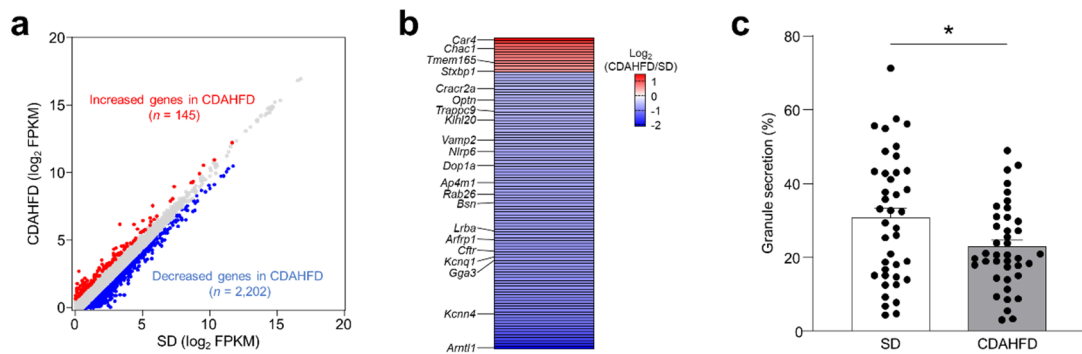 a
20
15
10
5
0
CDAHFD (log2 FPKM)
Increased genes in CDAHFD
(n = 145)
Decreased genes in CDAHFD
(n = 2,202)
0 5 10 15 20
SD (log2 FPKM)
b
Car4
Chac1
Tmem165
Stxbp1
Cracr2a
Optn
Trappc9
Klhl20
Vamp2
Nlrp6
Dop1a
Ap4m1
Rab26
Bsn
Lrba
Arfrp1
Cftr
Kcnq1
Gga3
Kcnn4
Arntl1
Log2
(CDAHFD/SD)
1
0
-1
-2
c
80
60
40
20
0
Granule secretion (%)
*
SD CDAHFD